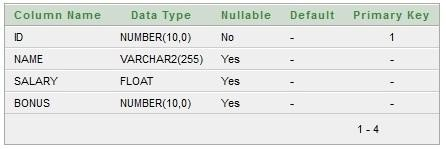 Column Name Data Type Nullable Default Primary Key
ID NUMBER(10,0) No - 1
NAME VARCHAR2(255) Yes - -
SALARY FLOAT Yes - -
BONUS NUMBER(10,0) Yes - -
1 - 4